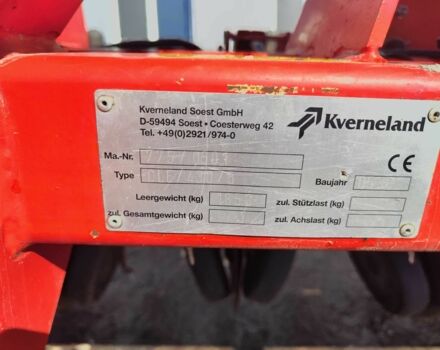 Kverneland Soest GmbH
D-59494 Soest • Coesterweg 42
Tel. +49(0)2921/974-0
Kverneland
Ma.-Nr.
CE
Type
Baujahr
Leergewicht (kg)
zul. Stützlast (kg)
zul. Gesamtgewicht (kg)
zul. Achslast (kg)